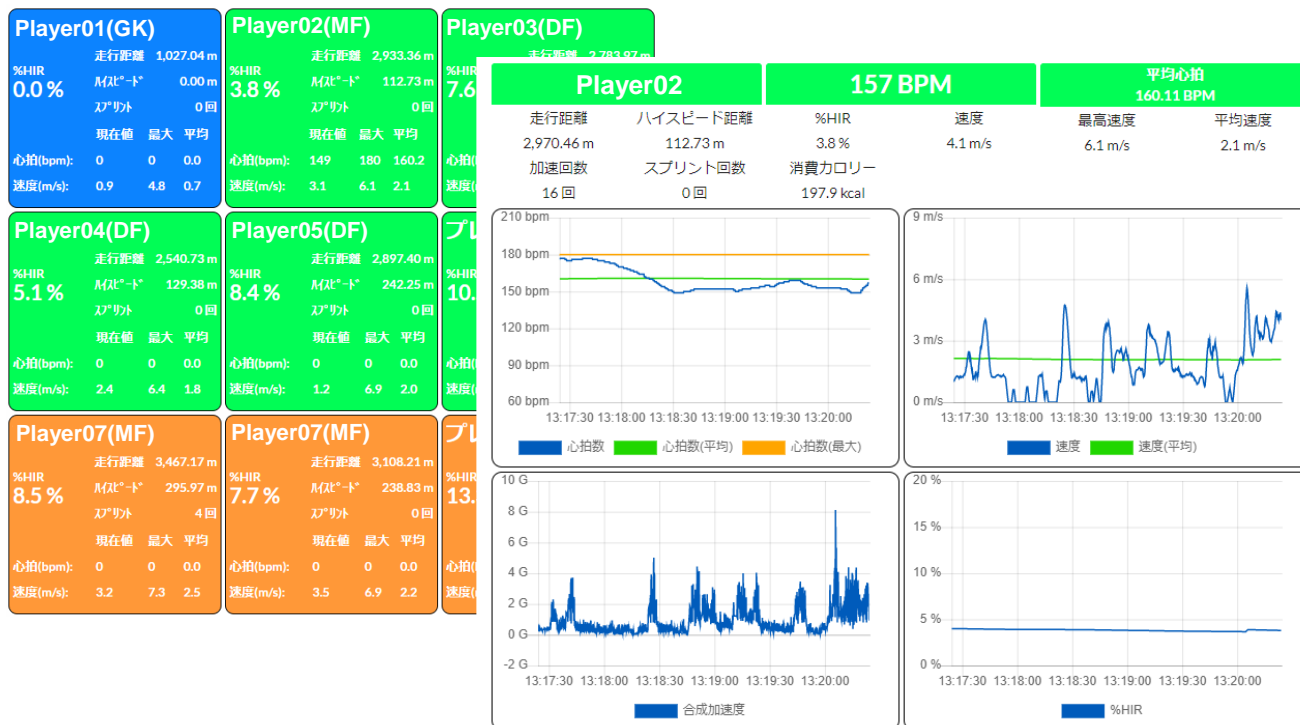 Player01(GK)
走行距離 1,027.04 m
%HIR
0.0 %
ﾊｲｽﾋﾟｰﾄﾞ 0.00 m
ｽﾌﾟﾘﾝﾄ 0 回
現在値 最大 平均
心拍(bpm): 0 0 0.0
速度(m/s): 0.9 4.8 0.7
Player02(MF)
走行距離 2,933.36 m
%HIR
3.8 %
ﾊｲｽﾋﾟｰﾄﾞ 112.73 m
ｽﾌﾟﾘﾝﾄ 0 回
現在値 最大 平均
心拍(bpm): 149 180 160.2
速度(m/s): 3.1 6.1 2.1
Player03(DF)
走行距離 2,783.97 m
%HIR
7.6
Player04(DF)
走行距離 2,540.73 m
%HIR
5.1 %
ﾊｲｽﾋﾟｰﾄﾞ 129.38 m
ｽﾌﾟﾘﾝﾄ 0 回
現在値 最大 平均
心拍(bpm): 0 0 0.0
速度(m/s): 2.4 6.4 1.8
Player05(DF)
走行距離 2,897.40 m
%HIR
8.4 %
ﾊｲｽﾋﾟｰﾄﾞ 242.25 m
ｽﾌﾟﾘﾝﾄ 0 回
現在値 最大 平均
心拍(bpm): 0 0 0.0
速度(m/s): 1.2 6.9 2.0
%HIR
10.
心拍(b
速度(m
Player07(MF)
走行距離 3,467.17 m
%HIR
8.5 %
ﾊｲｽﾋﾟｰﾄﾞ 295.97 m
ｽﾌﾟﾘﾝﾄ 4 回
現在値 最大 平均
心拍(bpm): 0 0 0.0
速度(m/s): 3.2 7.3 2.5
Player07(MF)
走行距離 3,108.21 m
%HIR
7.7 %
ﾊｲｽﾋﾟｰﾄﾞ 238.83 m
ｽﾌﾟﾘﾝﾄ 0 回
現在値 最大 平均
心拍(bpm): 0 0 0.0
速度(m/s): 3.5 6.9 2.2
%HIR
13.
Player02
157 BPM
平均心拍
160.11 BPM
走行距離 ハイスピード距離 %HIR 速度 最高速度 平均速度
2,970.46 m 112.73 m 3.8 % 4.1 m/s 6.1 m/s 2.1 m/s
加速回数 スプリント回数 消費カロリー
16 回 0 回 197.9 kcal
210 bpm
180 bpm
150 bpm
120 bpm
90 bpm
60 bpm
13:17:30 13:18:00 13:18:30 13:19:00 13:19:30 13:20:00
心拍数 心拍数(平均) 心拍数(最大)
9 m/s
6 m/s
3 m/s
0 m/s
13:17:30 13:18:00 13:18:30 13:19:00 13:19:30 13:20:00
速度 速度(平均)
10 G
8 G
6 G
4 G
2 G
0 G
-2 G
13:17:30 13:18:00 13:18:30 13:19:00 13:19:30 13:20:00
合成加速度
20 %
15 %
10 %
5 %
0 %
13:17:30 13:18:00 13:18:30 13:19:00 13:19:30 13:20:00
%HIR